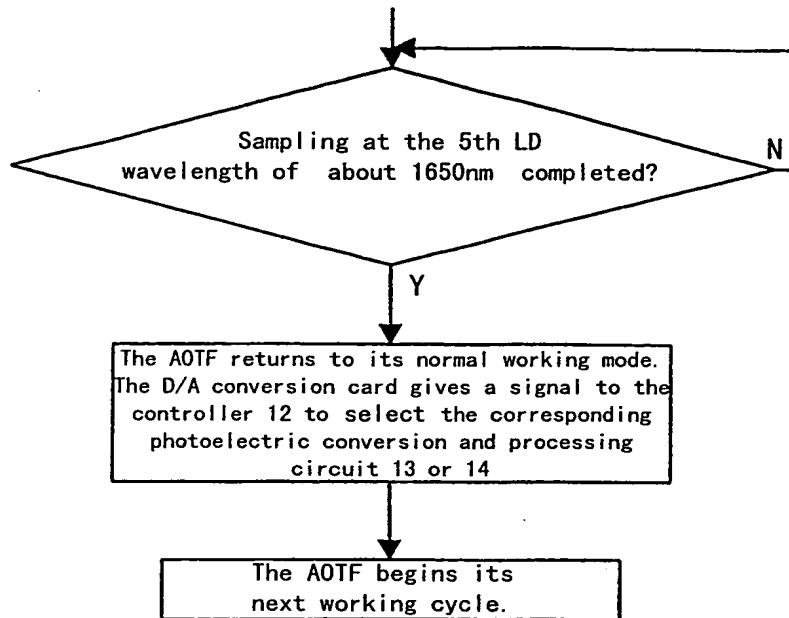 Sampling at the 5th LD
wavelength of about 1650nm completed?
N
Y
The AOTF returns to its normal working mode.
The D/A conversion card gives a signal to the
controller 12 to select the corresponding
photoelectric conversion and processing
circuit 13 or 14
The AOTF begins its
next working cycle.